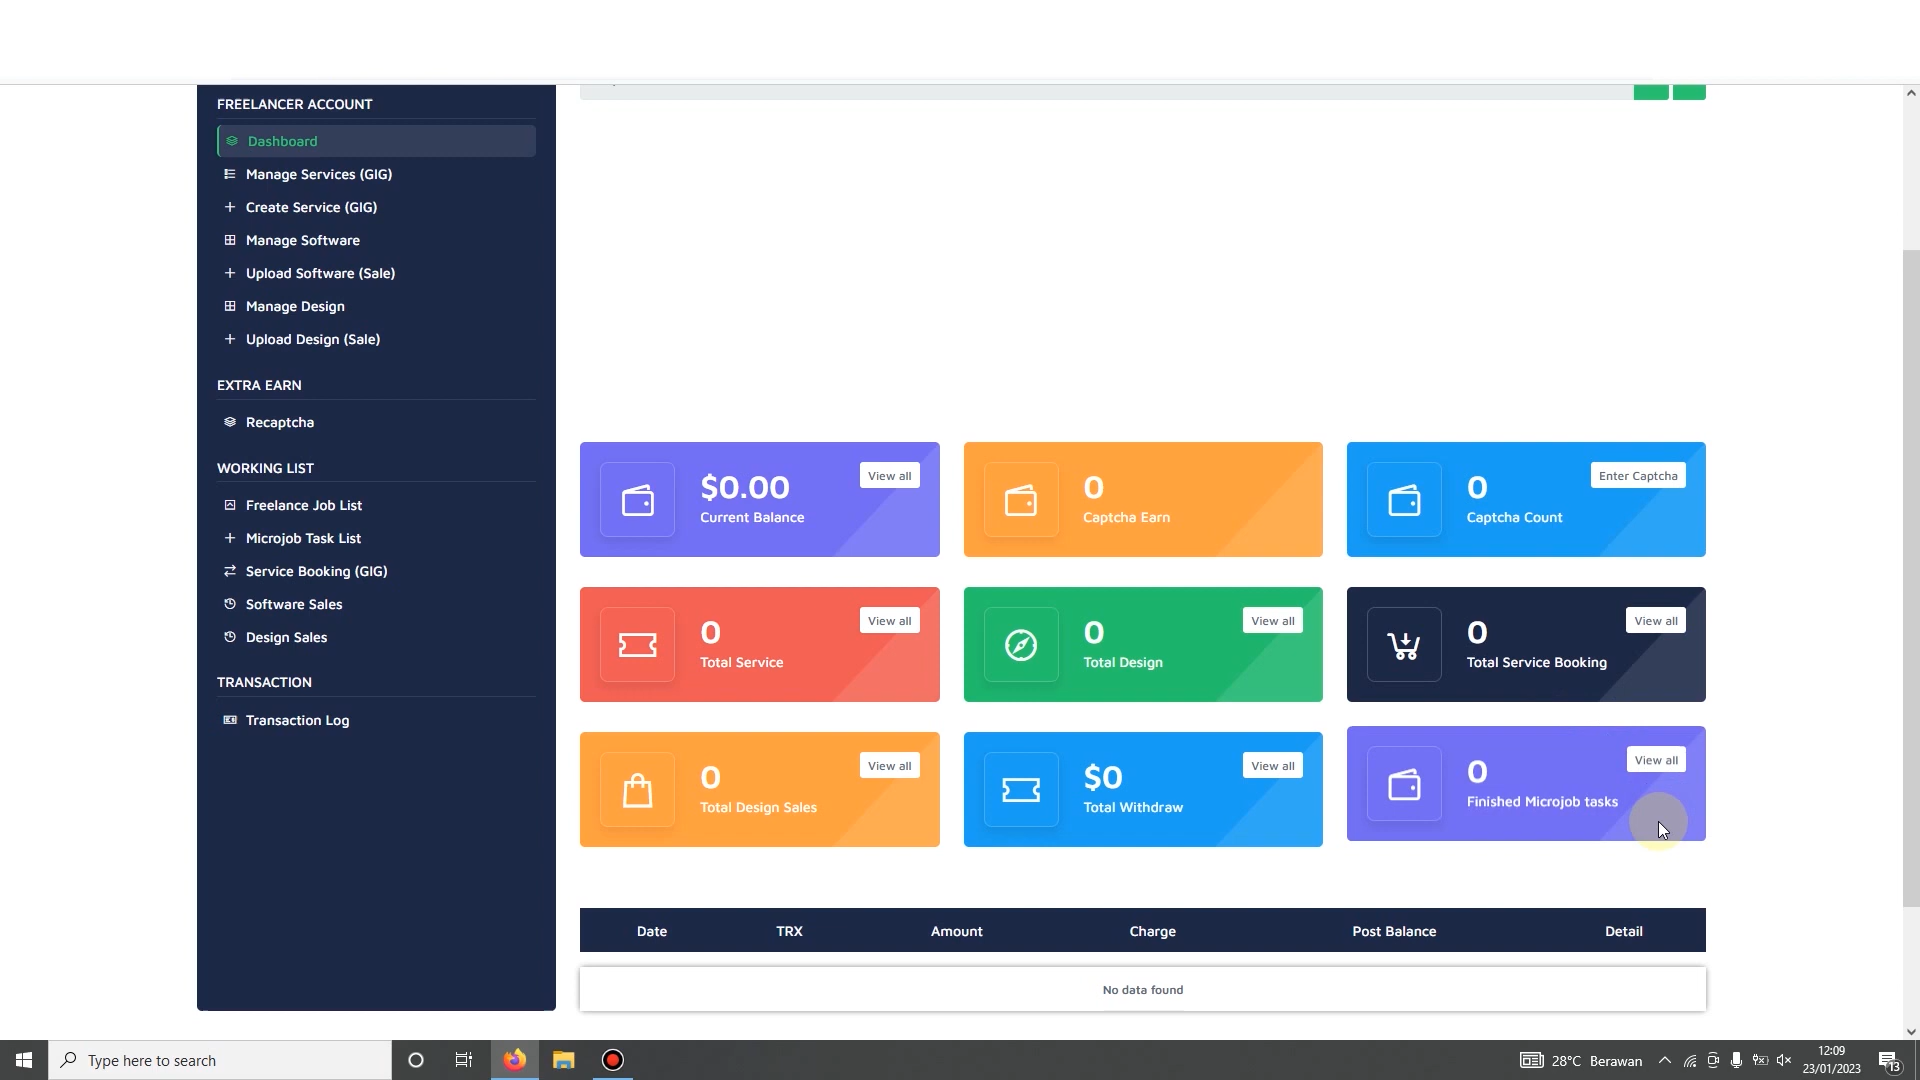 FREELANCER ACCOUNT
Dashboard
Manage Services (GIG)
Create Service (GIG)
Manage Software
Upload Software (Sale)
Manage Design
Upload Design (Sale)
EXTRA EARN
Recaptcha
WORKING LIST
Freelance Job List
Microjob Task List
Service Booking (GIG)
Software Sales
Design Sales
TRANSACTION
Transaction Log
$0.00
View all
Current Balance
0
Captcha Earn
0
Enter Captcha
Captcha Count
0
View all
Total Service
0
View all
Total Design
0
View all
Total Service Booking
0
View all
Total Design Sales
$0
View all
Total Withdraw
0
View all
Finished Microjob tasks
Date TRX Amount Charge Post Balance Detail
No data found
Type here to search
28°C Berawan
12:09
23/01/2023
13